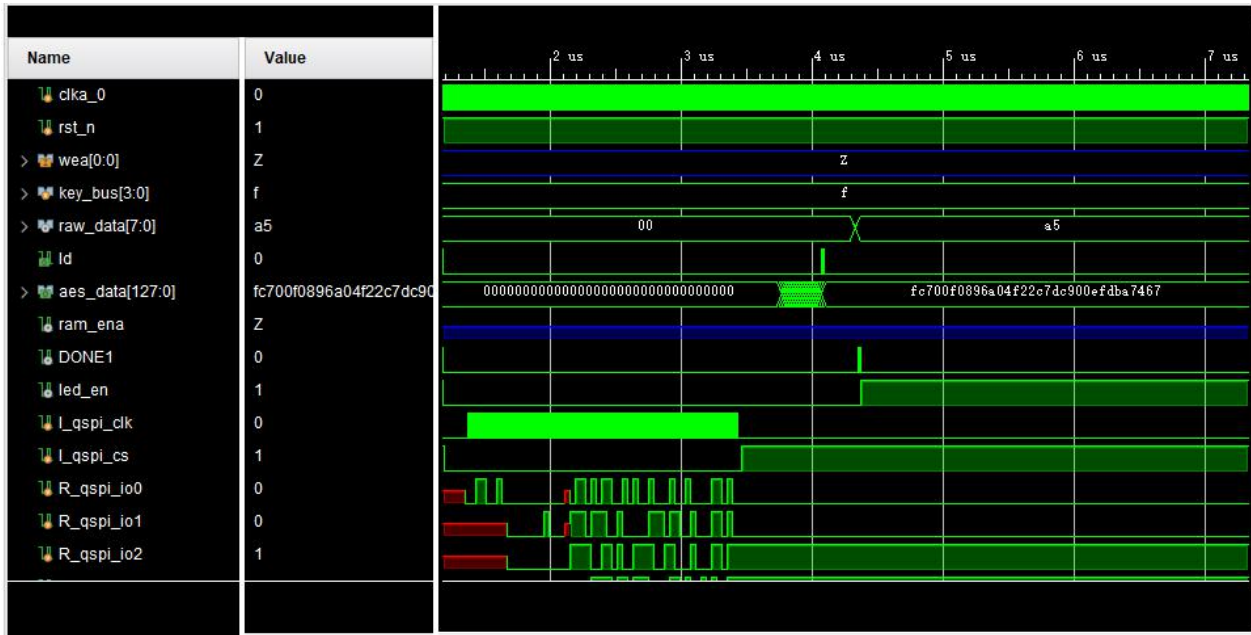 Name Value 2 us 3 us 4 us 5 us 6 us 7 us
clka_0 0
rst_n 1
wea[0:0] Z Z
key_bus[3:0] f f
raw_data[7:0] a5 00 a5
ld 0
aes_data[127:0] fc700f0896a04f22c7dc90 00000000000000000000000000000000 fc700f0896a04f22c7dc900efdba7467
ram_ena Z
DONE1 0
led_en 1
I_qspi_clk 0
I_qspi_cs 1
R_qspi_io0 0
R_qspi_io1 0
R_qspi_io2 1